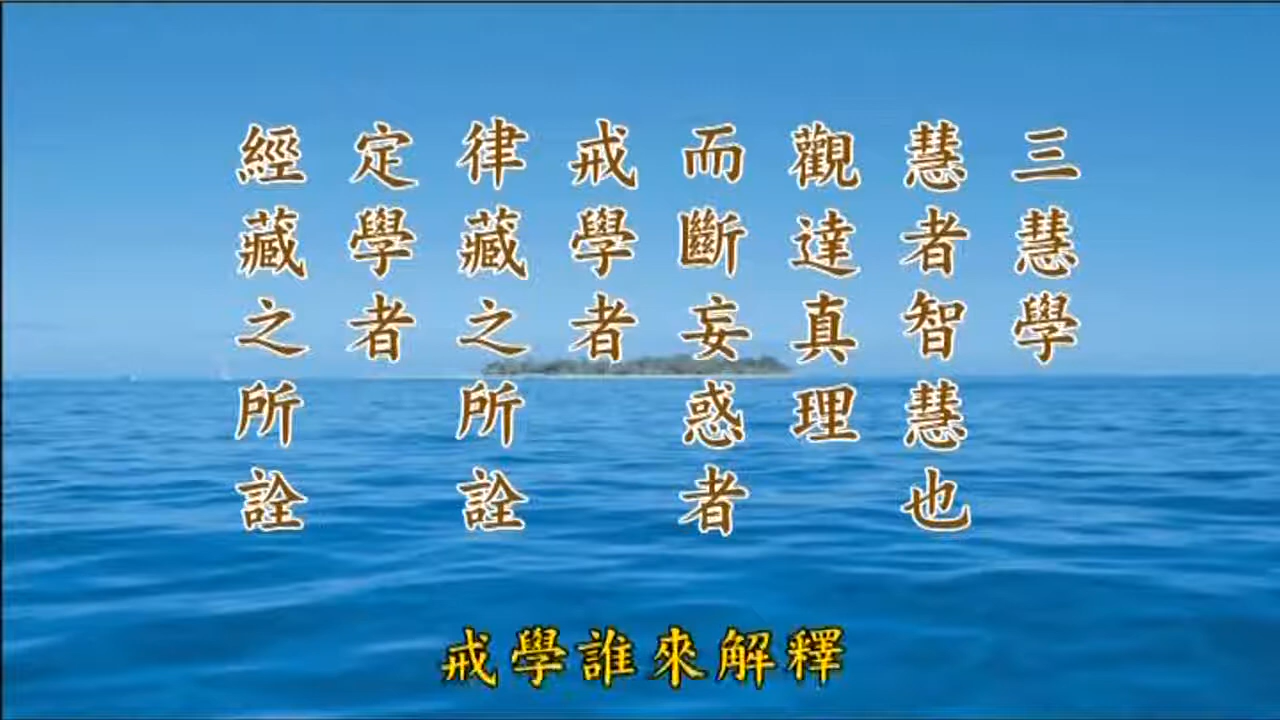 三慧學
慧者智慧也
觀達真理
而斷妄惑者
戒學者
律藏之所詮
定學者
經藏之所詮
戒學誰來解釋